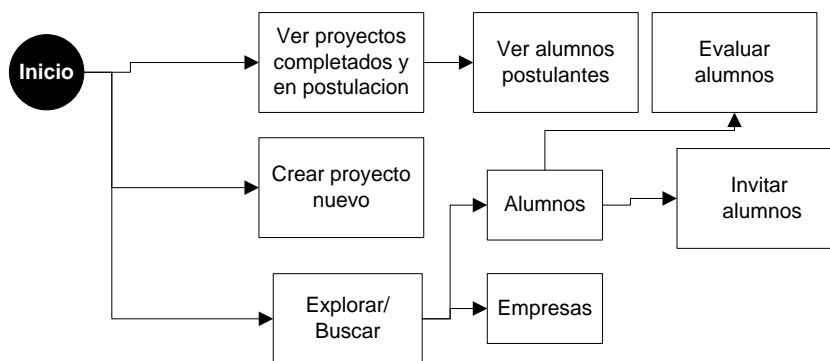 Inicio
Ver proyectos
completados y
en postulacion
Ver alumnos
postulantes
Evaluar
alumnos
Crear proyecto
nuevo
Alumnos
Invitar
alumnos
Explorar/
Buscar
Empresas